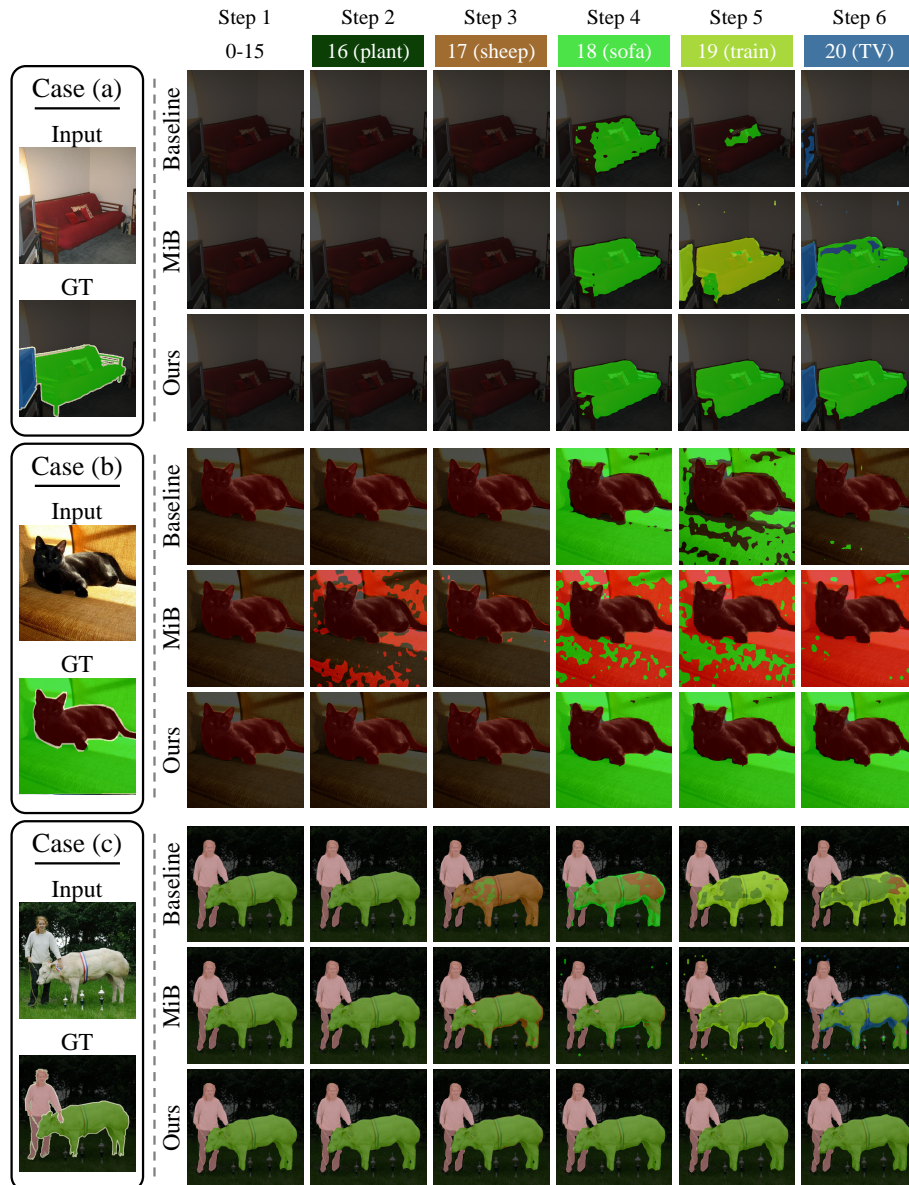 Step 1 Step 2 Step 3 Step 4 Step 5 Step 6
0-15 16 (plant) 17 (sheep) 18 (sofa) 19 (train) 20 (TV)
Case (a)
Input
GT
Baseline
MiB
Ours
Case (b)
Input
GT
Baseline
MiB
Ours
Case (c)
Input
GT
Baseline
MiB
Ours